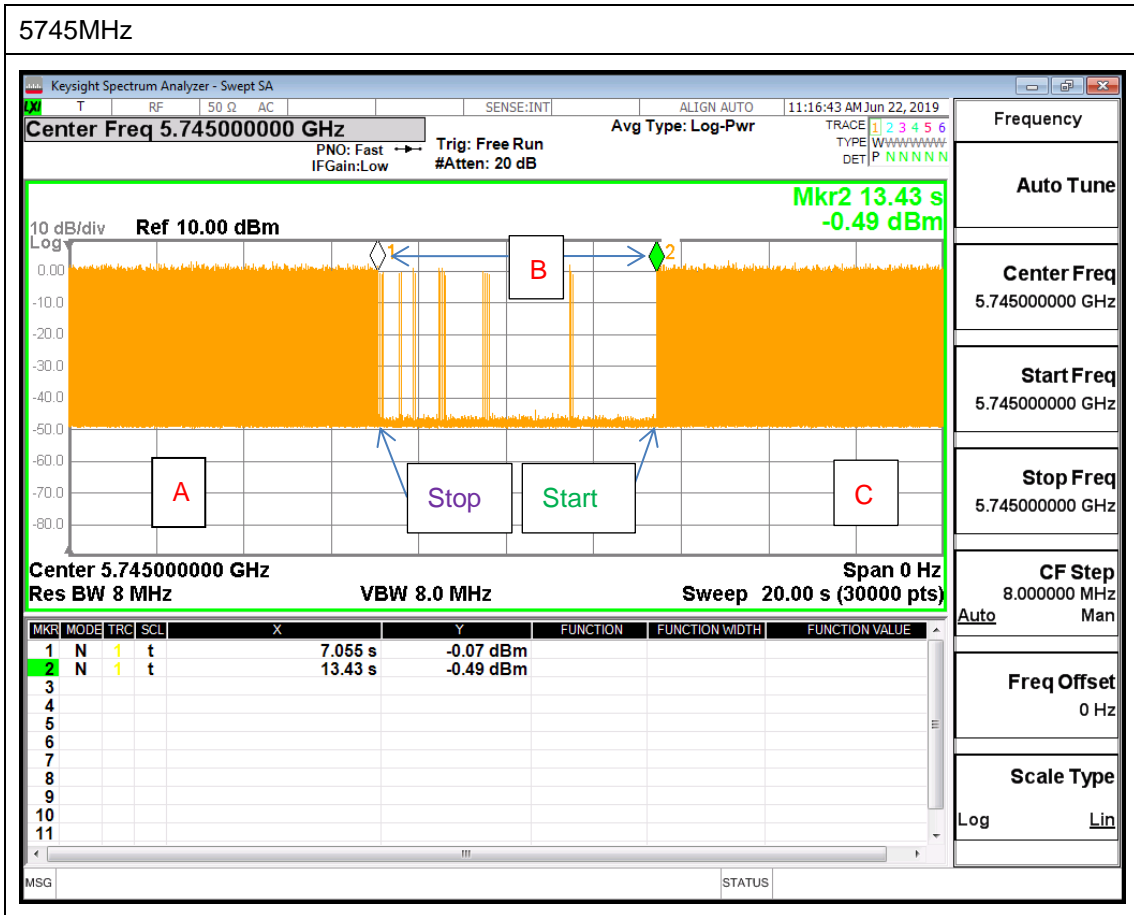 5745MHz
Keysight Spectrum Analyzer - Swept SA
LXI T RF 50 Ω AC SENSE:INT ALIGN AUTO 11:16:43 AM Jun 22, 2019
Center Freq 5.745000000 GHz
PNO: Fast
IFGain:Low
Trig: Free Run
#Atten: 20 dB
Avg Type: Log-Pwr
TRACE 1 2 3 4 5 6
TYPE WWWWWWW
DET P N N N N N
Mkr2 13.43 s
-0.49 dBm
10 dB/div Ref 10.00 dBm
Log
1
2
B
0.00
-10.0
-20.0
-30.0
-40.0
-50.0
-60.0
-70.0
-80.0
A
Stop
Start
C
Center 5.745000000 GHz Span 0 Hz
Res BW 8 MHz VBW 8.0 MHz Sweep 20.00 s (30000 pts)
MKR MODE TRC SCL X Y FUNCTION FUNCTION WIDTH FUNCTION VALUE
1 N 1 t 7.055 s -0.07 dBm
2 N 1 t 13.43 s -0.49 dBm
3
4
5
6
7
8
9
10
11
MSG STATUS
Frequency
Auto Tune
Center Freq
5.745000000 GHz
Start Freq
5.745000000 GHz
Stop Freq
5.745000000 GHz
CF Step
8.000000 MHz
Auto Man
Freq Offset
0 Hz
Scale Type
Log Lin